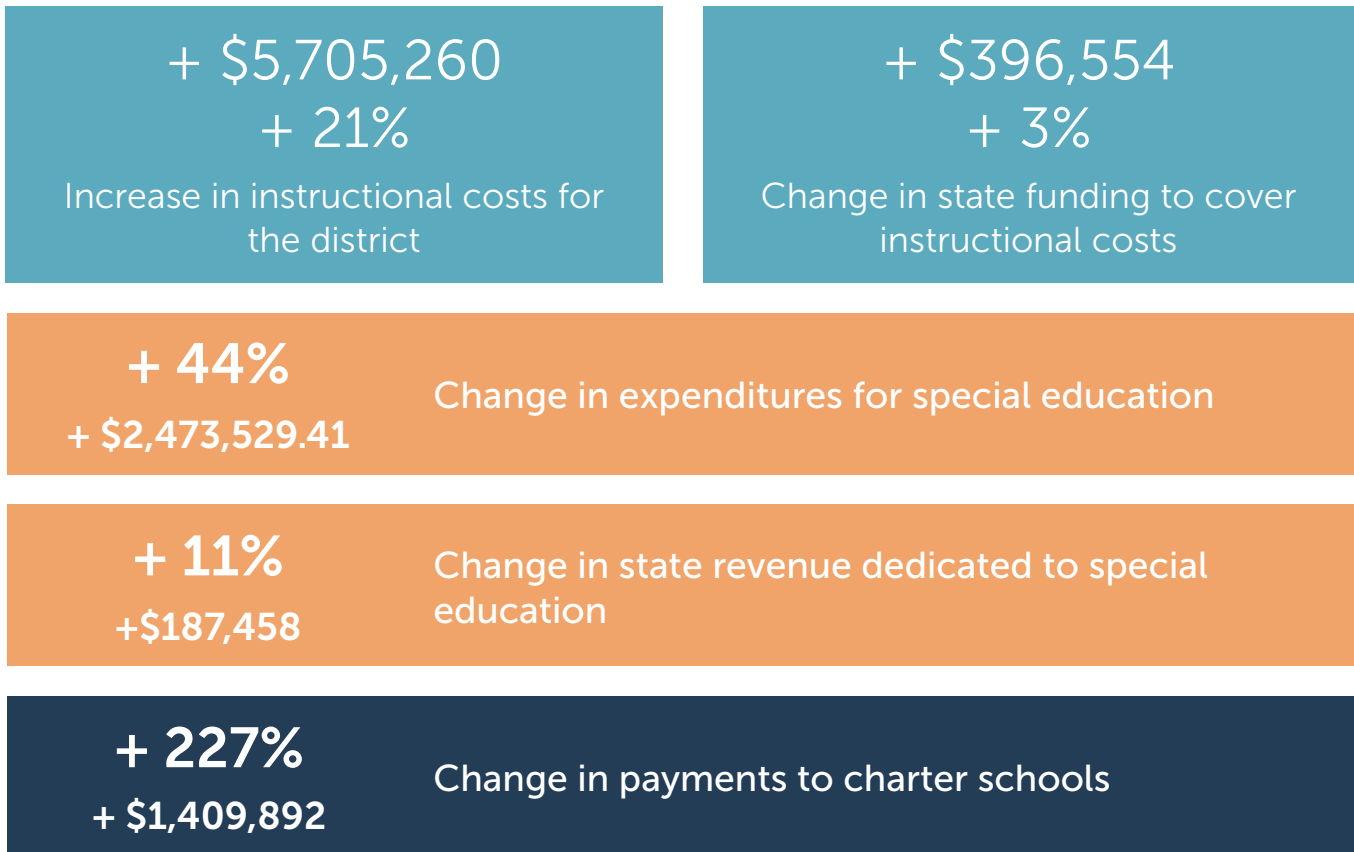 + $5,705,260
+ 21%
Increase in instructional costs for
the district
+ $396,554
+ 3%
Change in state funding to cover
instructional costs
+ 44%
+ $2,473,529.41
Change in expenditures for special education
+ 11%
+$187,458
Change in state revenue dedicated to special
education
+ 227%
+ $1,409,892
Change in payments to charter schools